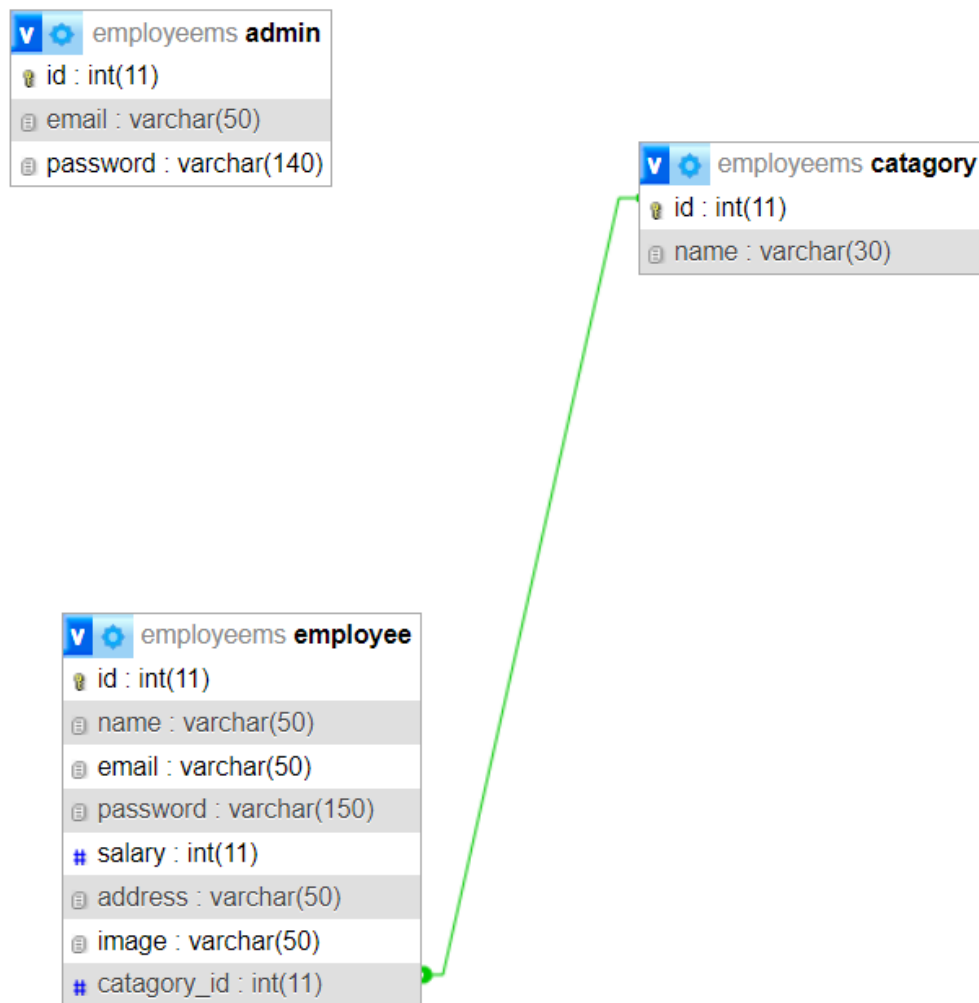 v employeems admin
id : int(11)
email : varchar(50)
password : varchar(140)
v employeems catagory
id : int(11)
name : varchar(30)
v employeems employee
id : int(11)
name : varchar(50)
email : varchar(50)
password : varchar(150)
# salary : int(11)
address : varchar(50)
image : varchar(50)
# catagory_id : int(11)